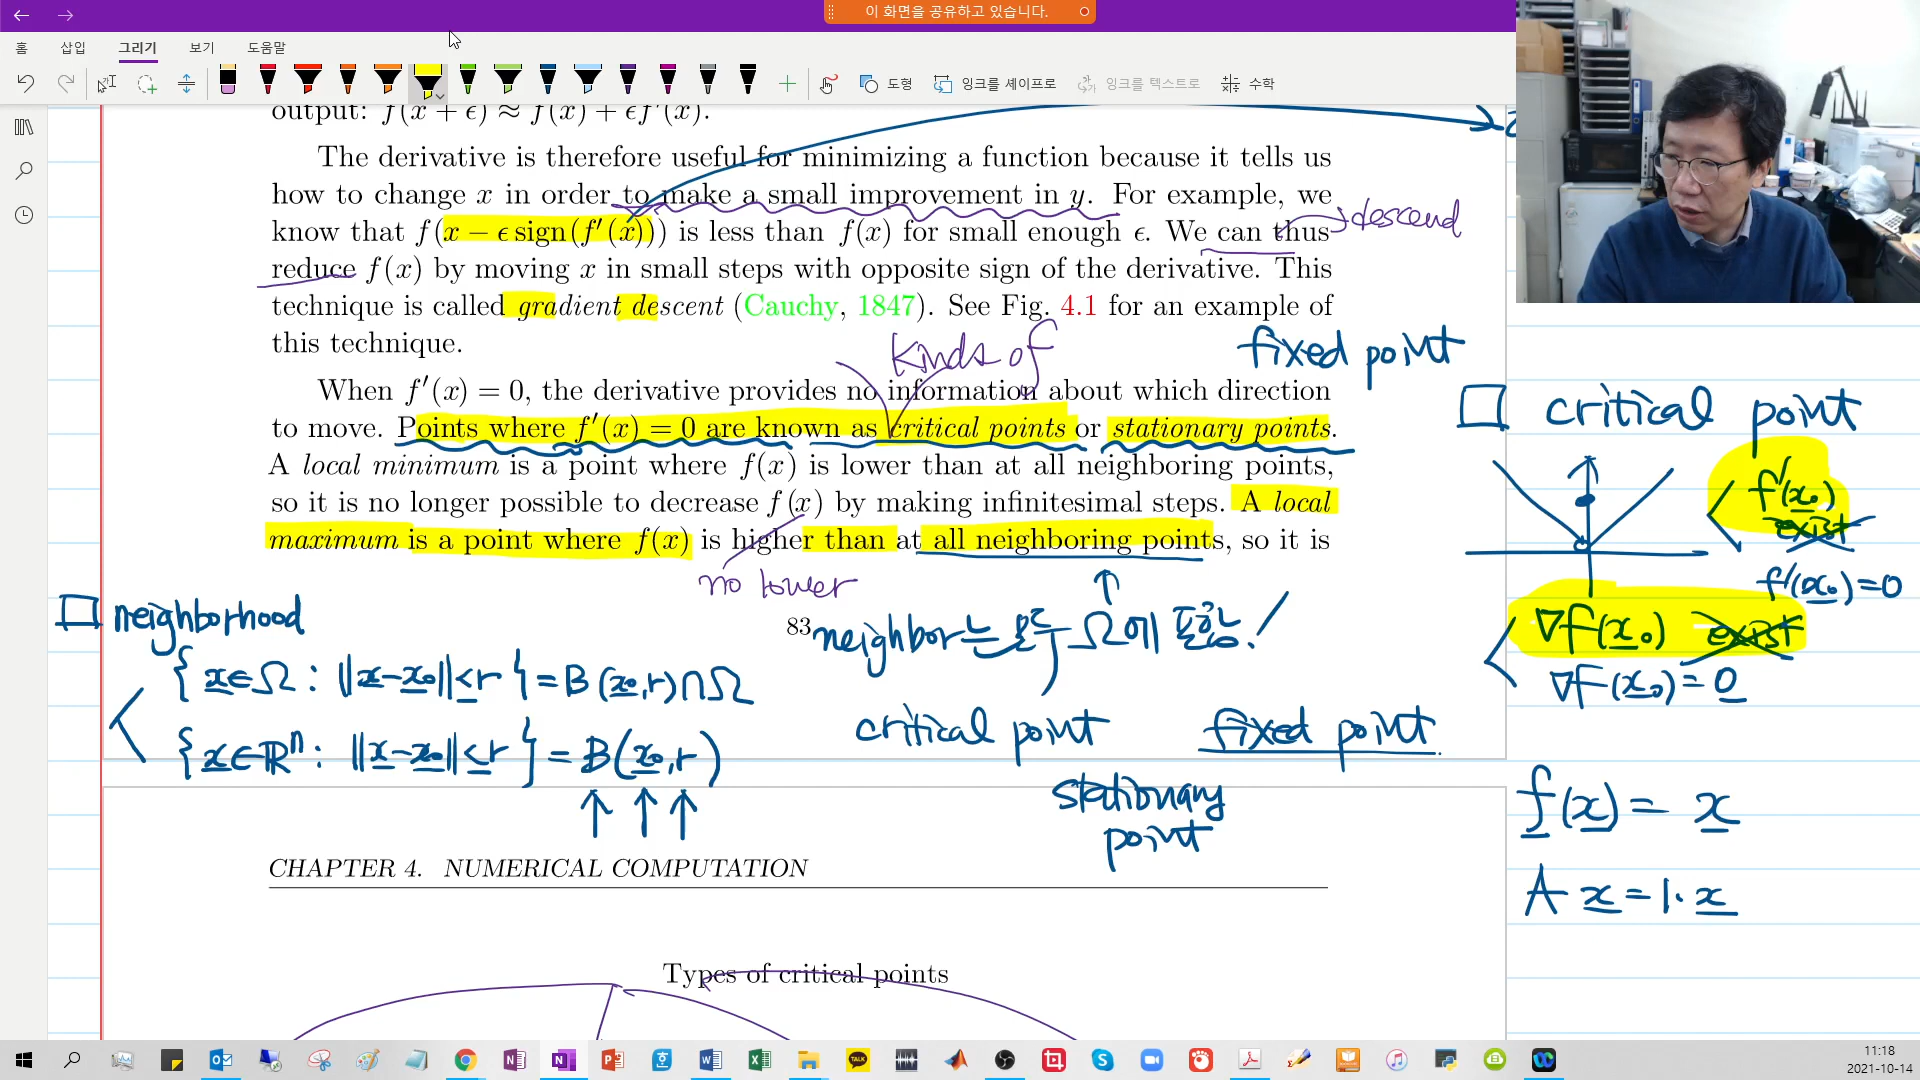 이 화면을 공유하고 있습니다.
홈 삽입 그리기 보기 도움말
도형 잉크를 셰이프로 잉크를 텍스트로 수학
output: f(x + ϵ) ≈ f(x) + ϵf′(x).
The derivative is therefore useful for minimizing a function because it tells us
how to change x in order to make a small improvement in y. For example, we
know that f(x − ϵ sign(f′(x))) is less than f(x) for small enough ϵ. We can thus
descend
reduce f(x) by moving x in small steps with opposite sign of the derivative. This
technique is called gradient descent (Cauchy, 1847). See Fig. 4.1 for an example of
this technique.
Kinds of
fixed point
When f′(x) = 0, the derivative provides no information about which direction
to move. Points where f′(x) = 0 are known as critical points or stationary points.
A local minimum is a point where f(x) is lower than at all neighboring points,
so it is no longer possible to decrease f(x) by making infinitesimal steps. A local
maximum is a point where f(x) is higher than at all neighboring points, so it is
no lower
83
neighbor는 모두 Ω에 포함!
□ neighborhood
{ x∈Ω : ‖x-x₀‖≤r } = B(x₀,r)∩Ω
{ x∈ℝⁿ : ‖x-x₀‖≤r } = B(x₀,r)
critical point fixed point
stationary
point
□ critical point
f′(x₀)
exist
f′(x₀)=0
∇f(x₀) exist
∇f(x₀)=0
f(x) = x
A x = 1·x
CHAPTER 4. NUMERICAL COMPUTATION
Types of critical points
TALK
11:18
2021-10-14